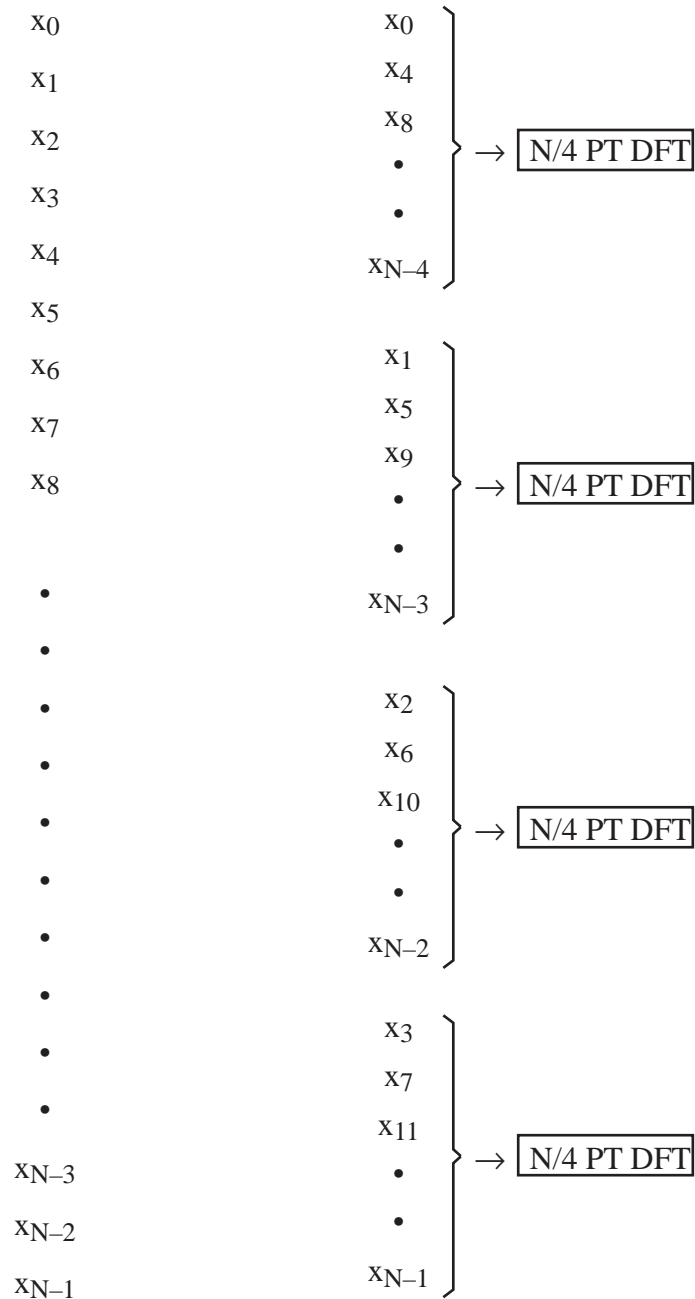 x0
x1
x2
x3
x4
x5
x6
x7
x8
•
•
•
•
•
•
•
•
•
•
xN–3
xN–2
xN–1
x0
x4
x8
•
•
xN–4
→ N/4 PT DFT
x1
x5
x9
•
•
xN–3
→ N/4 PT DFT
x2
x6
x10
•
•
xN–2
→ N/4 PT DFT
x3
x7
x11
•
•
xN–1
→ N/4 PT DFT